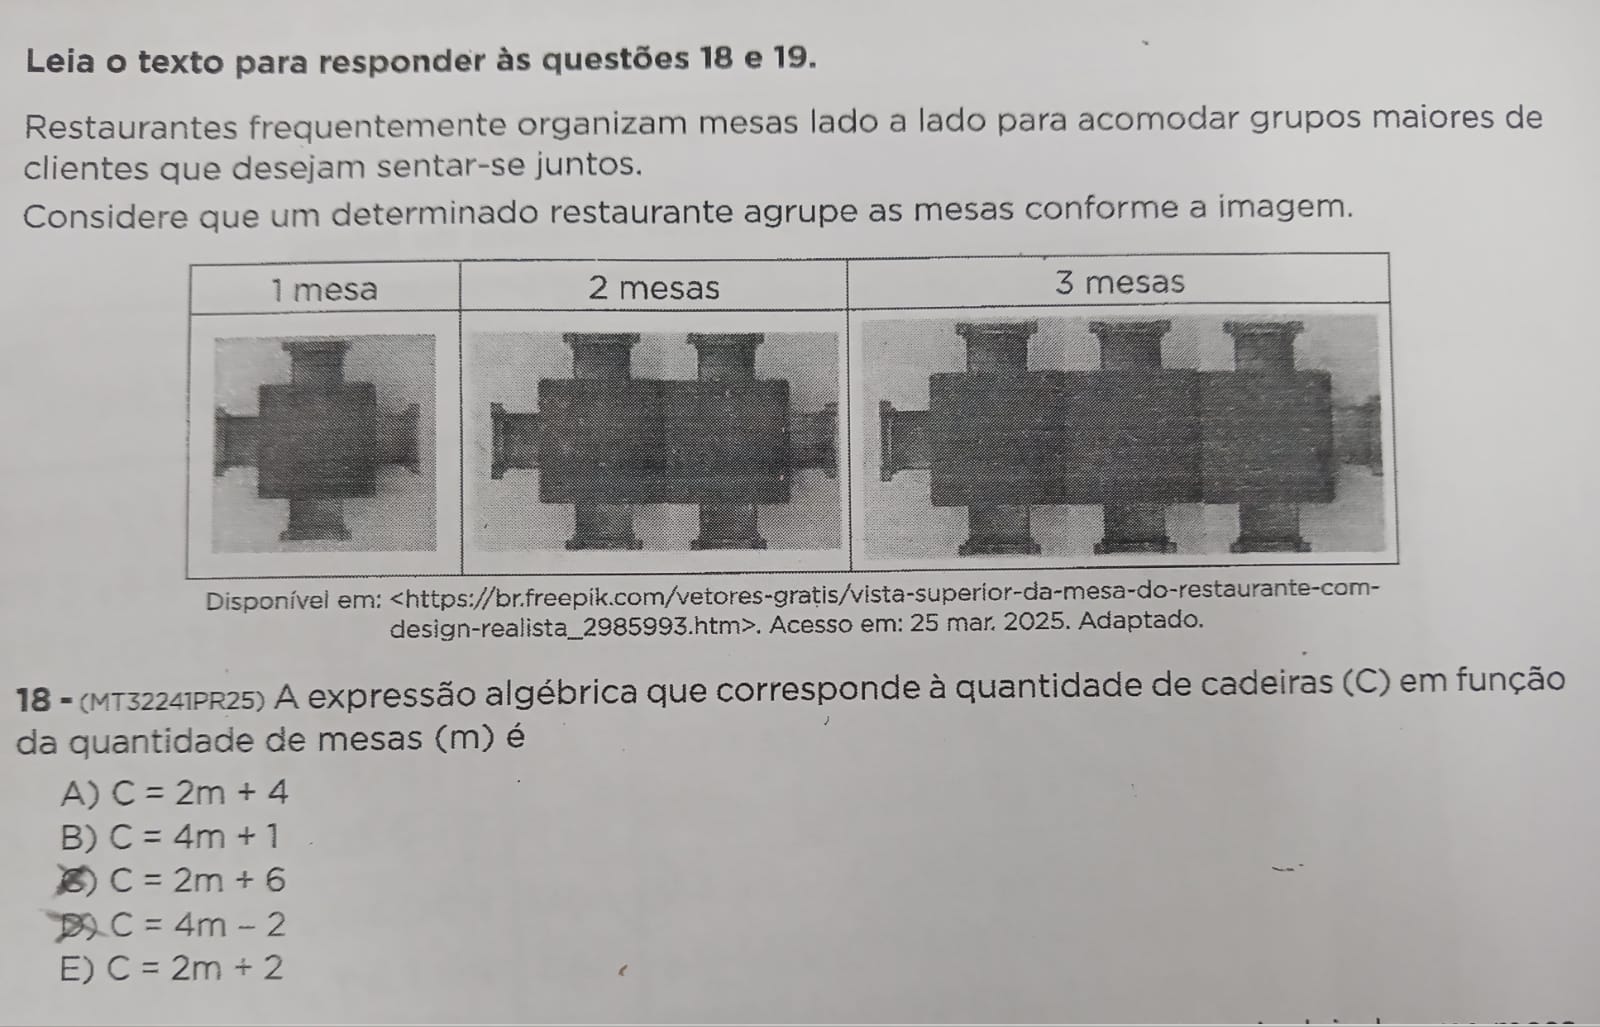 Leia o texto para responder às questões 18 e 19.
Restaurantes frequentemente organizam mesas lado a lado para acomodar grupos maiores de
clientes que desejam sentar-se juntos.
Considere que um determinado restaurante agrupe as mesas conforme a imagem.
1 mesa
2 mesas
3 mesas
Disponível em: <https://br.freepik.com/vetores-gratis/vista-superior-da-mesa-do-restaurante-com-
design-realista_2985993.htm>. Acesso em: 25 mar. 2025. Adaptado.
18 - (MT32241PR25) A expressão algébrica que corresponde à quantidade de cadeiras (C) em função
da quantidade de mesas (m) é
A) C = 2m + 4
B) C = 4m + 1
C) C = 2m + 6
D) C = 4m - 2
E) C = 2m + 2